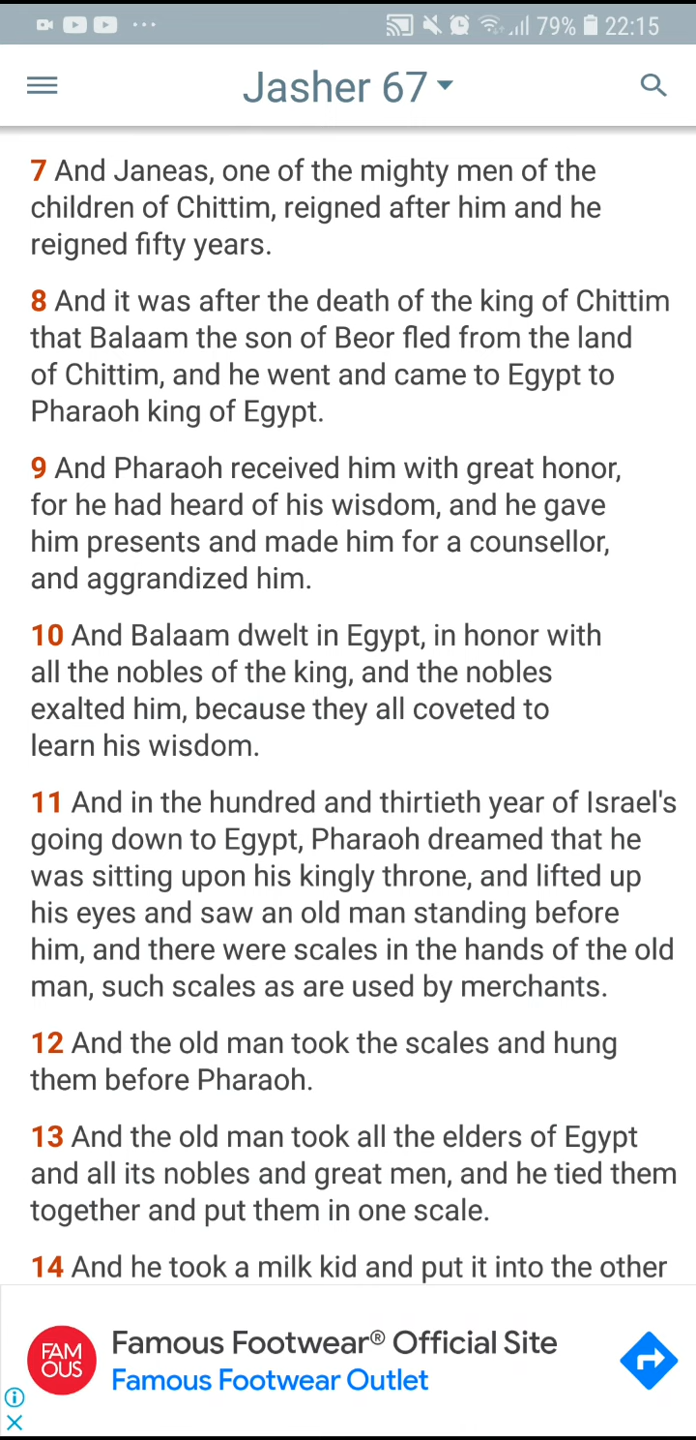 79% 22:15
Jasher 67
7 And Janeas, one of the mighty men of the
children of Chittim, reigned after him and he
reigned fifty years.
8 And it was after the death of the king of Chittim
that Balaam the son of Beor fled from the land
of Chittim, and he went and came to Egypt to
Pharaoh king of Egypt.
9 And Pharaoh received him with great honor,
for he had heard of his wisdom, and he gave
him presents and made him for a counsellor,
and aggrandized him.
10 And Balaam dwelt in Egypt, in honor with
all the nobles of the king, and the nobles
exalted him, because they all coveted to
learn his wisdom.
11 And in the hundred and thirtieth year of Israel's
going down to Egypt, Pharaoh dreamed that he
was sitting upon his kingly throne, and lifted up
his eyes and saw an old man standing before
him, and there were scales in the hands of the old
man, such scales as are used by merchants.
12 And the old man took the scales and hung
them before Pharaoh.
13 And the old man took all the elders of Egypt
and all its nobles and great men, and he tied them
together and put them in one scale.
14 And he took a milk kid and put it into the other
FAM
OUS
Famous Footwear® Official Site
Famous Footwear Outlet